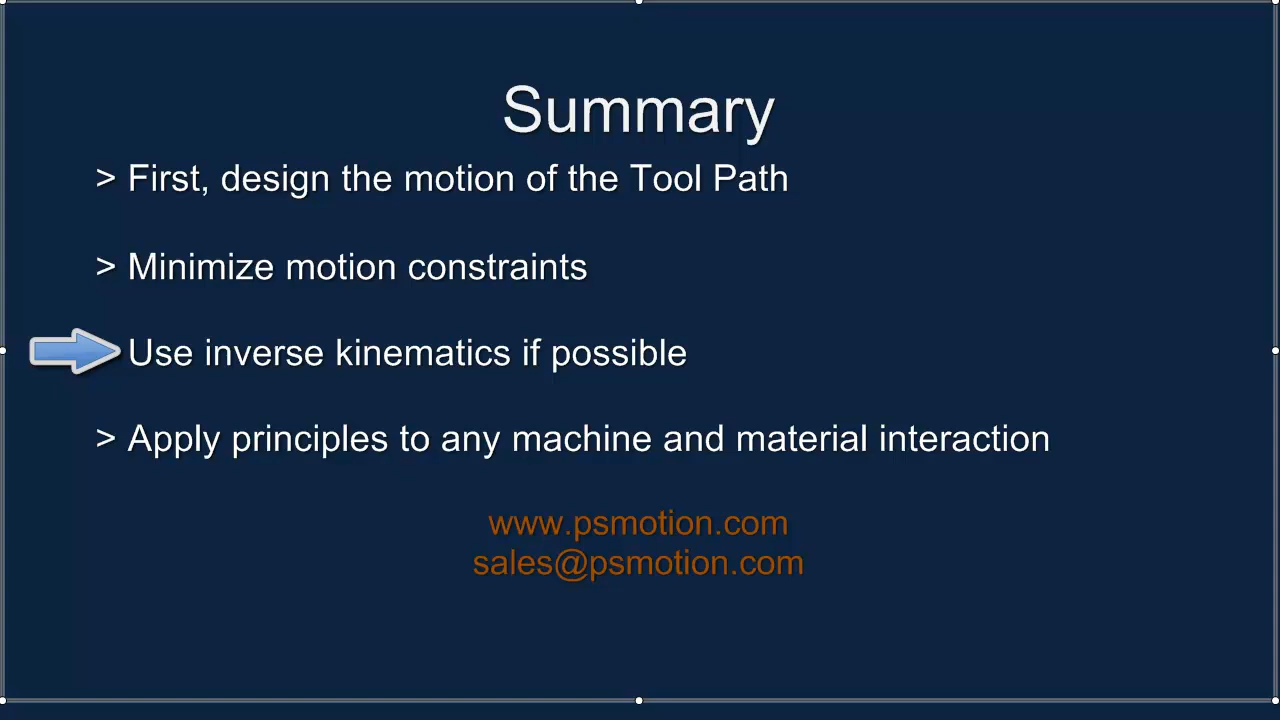 Summary
> First, design the motion of the Tool Path
> Minimize motion constraints
Use inverse kinematics if possible
> Apply principles to any machine and material interaction
www.psmotion.com
sales@psmotion.com